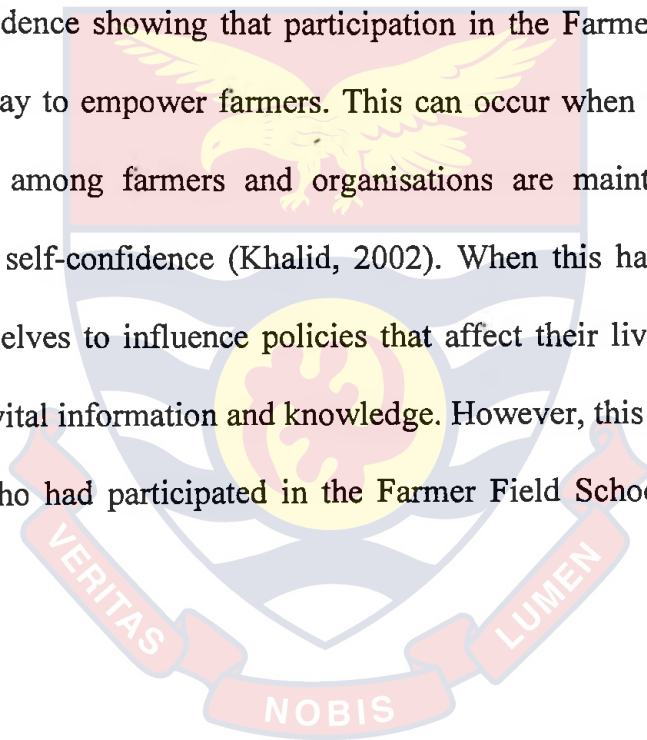 dence showing that participation in the Farme
ay to empower farmers. This can occur when
among farmers and organisations are maint
self-confidence (Khalid, 2002). When this ha
elves to influence policies that affect their liv
vital information and knowledge. However, this
ho had participated in the Farmer Field Schoo
VERITAS
NOBIS
LUMEN